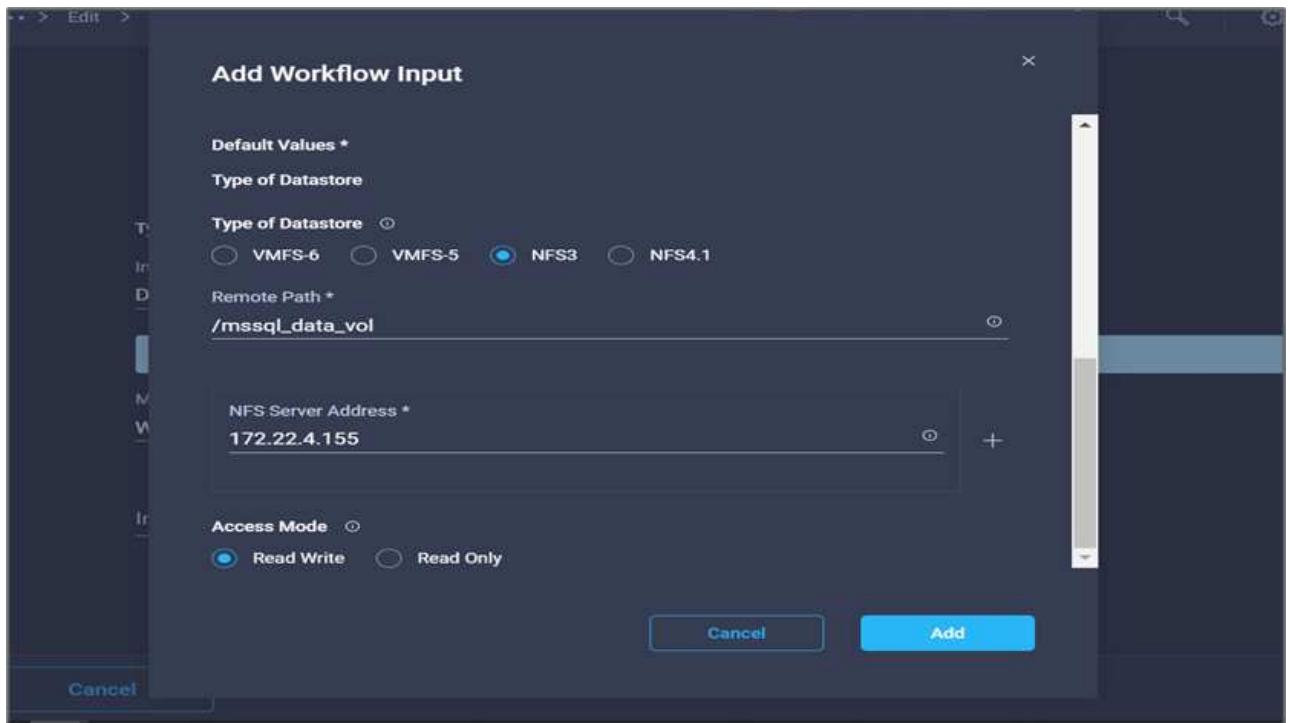 > Edit >
Add Workflow Input
Default Values *
Type of Datastore
Type of Datastore
VMFS-6 VMFS-5 NFS3 NFS4.1
Remote Path *
/mssql_data_vol
NFS Server Address *
172.22.4.155
Access Mode
Read Write Read Only
Cancel Add
Cancel